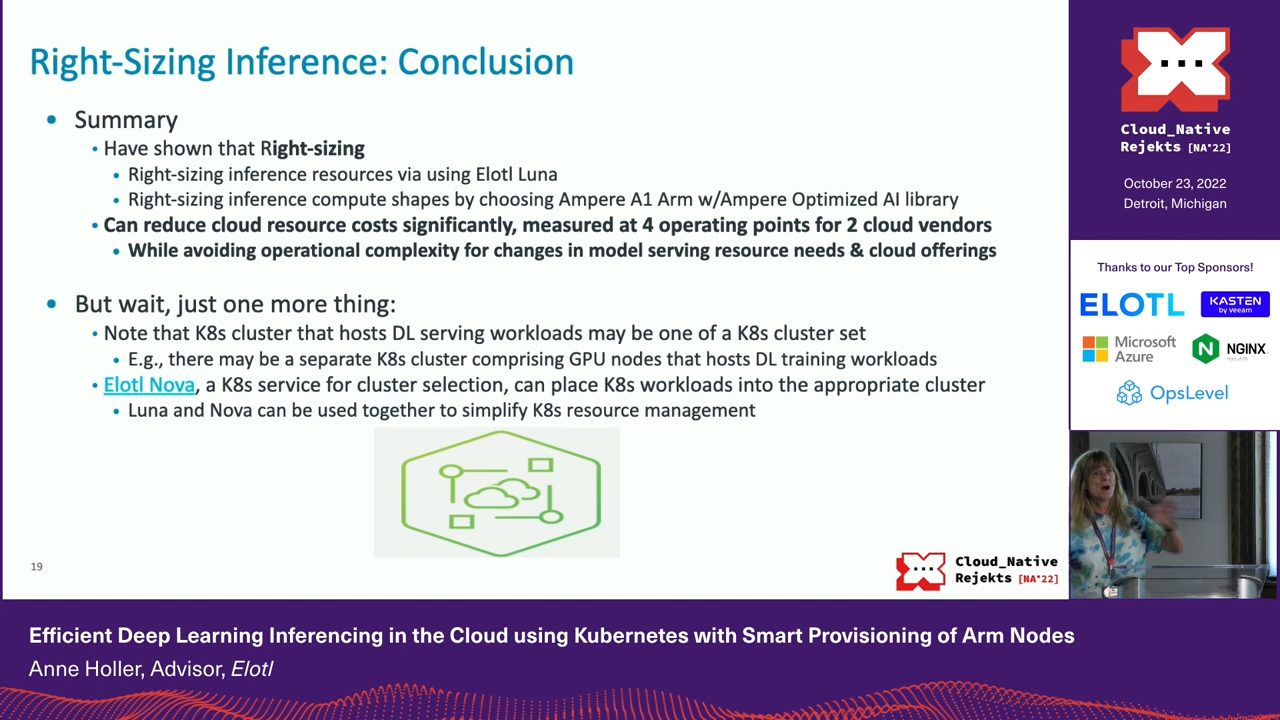 Right-Sizing Inference: Conclusion
• Summary
• Have shown that Right-sizing
• Right-sizing inference resources via using Elotl Luna
• Right-sizing inference compute shapes by choosing Ampere A1 Arm w/Ampere Optimized AI library
• Can reduce cloud resource costs significantly, measured at 4 operating points for 2 cloud vendors
• While avoiding operational complexity for changes in model serving resource needs & cloud offerings
• But wait, just one more thing:
• Note that K8s cluster that hosts DL serving workloads may be one of a K8s cluster set
• E.g., there may be a separate K8s cluster comprising GPU nodes that hosts DL training workloads
• Elotl Nova, a K8s service for cluster selection, can place K8s workloads into the appropriate cluster
• Luna and Nova can be used together to simplify K8s resource management
19
Cloud_Native
Rejekts [NA'22]
Cloud_Native
Rejekts [NA'22]
October 23, 2022
Detroit, Michigan
Thanks to our Top Sponsors!
ELOTL
KASTEN
by Veeam
Microsoft
Azure
N
NGINX
OpsLevel
Efficient Deep Learning Inferencing in the Cloud using Kubernetes with Smart Provisioning of Arm Nodes
Anne Holler, Advisor, Elotl